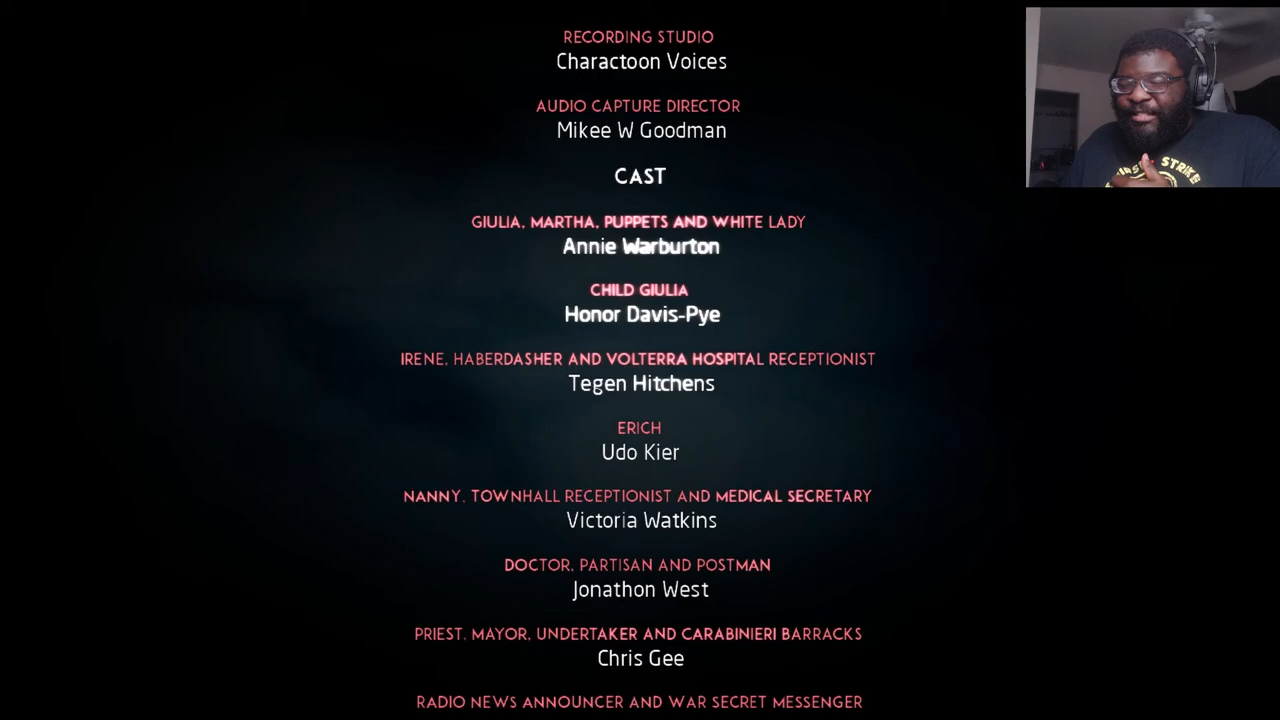 RECORDING STUDIO
Charactoon Voices
AUDIO CAPTURE DIRECTOR
Mikee W Goodman
CAST
GIULIA, MARTHA, PUPPETS AND WHITE LADY
Annie Warburton
CHILD GIULIA
Honor Davis-Pye
IRENE, HABERDASHER AND VOLTERRA HOSPITAL RECEPTIONIST
Tegen Hitchens
ERICH
Udo Kier
NANNY, TOWNHALL RECEPTIONIST AND MEDICAL SECRETARY
Victoria Watkins
DOCTOR, PARTISAN AND POSTMAN
Jonathon West
PRIEST, MAYOR, UNDERTAKER AND CARABINIERI BARRACKS
Chris Gee
RADIO NEWS ANNOUNCER AND WAR SECRET MESSENGER
FIRST STRIKE